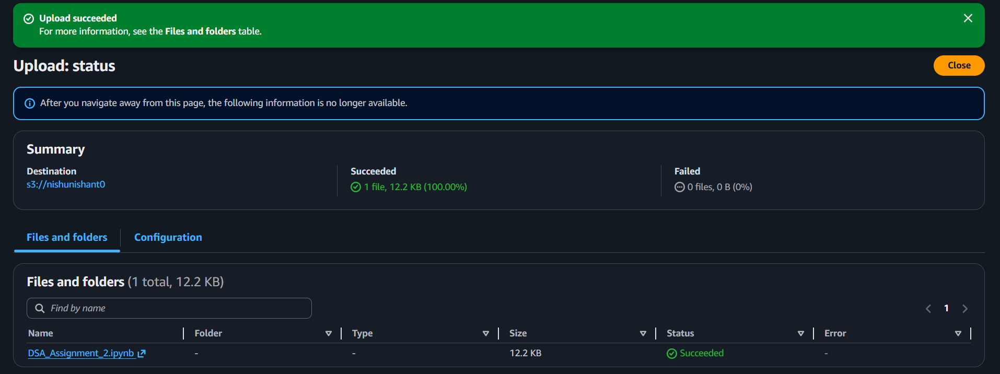 Upload succeeded
For more information, see the Files and folders table.
Upload: status
Close
After you navigate away from this page, the following information is no longer available.
Summary
Destination
s3://nishunishant0
Succeeded
1 file, 12.2 KB (100.00%)
Failed
0 files, 0 B (0%)
Files and folders
Configuration
Files and folders (1 total, 12.2 KB)
Find by name
1
Name Folder Type Size Status Error
DSA_Assignment_2.ipynb - - 12.2 KB Succeeded -